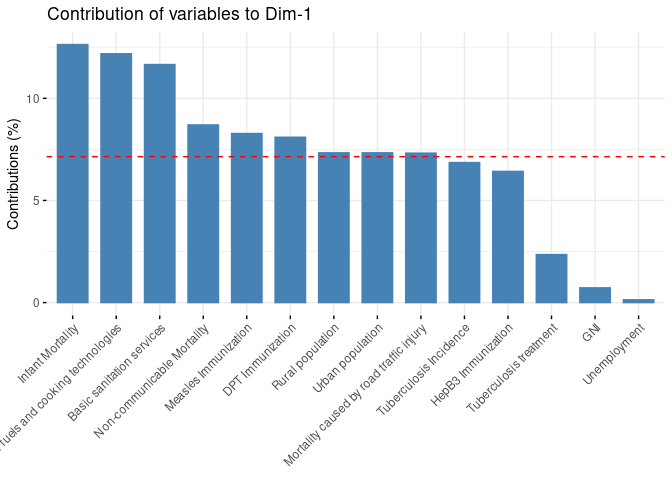 Contribution of variables to Dim-1
Contributions (%)
10
5
0
Infant Mortality
fuels and cooking technologies
Basic sanitation services
Non-communicable Mortality
Measles Immunization
DPT Immunization
Rural population
Urban population
Mortality caused by road traffic injury
Tuberculosis Incidence
HepB3 Immunization
Tuberculosis treatment
GNI
Unemployment